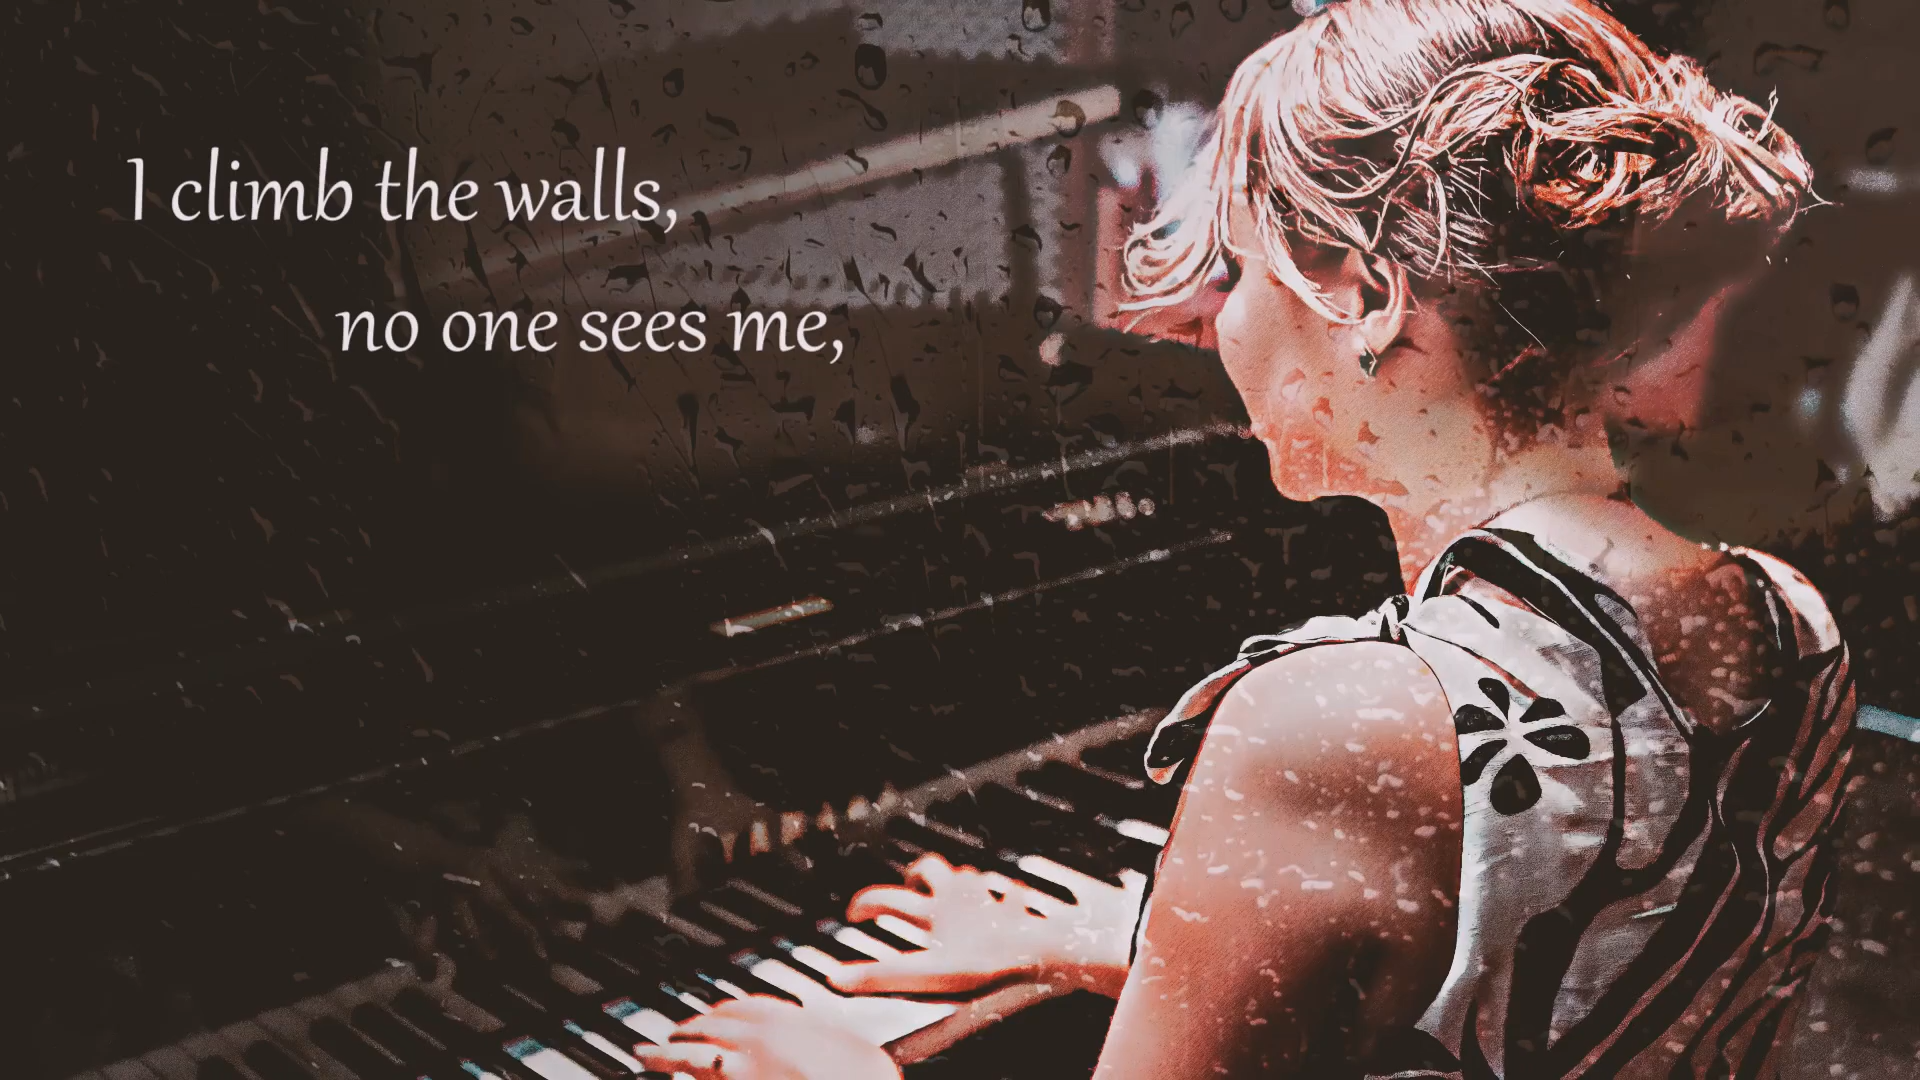 I climb the walls,
no one sees me,